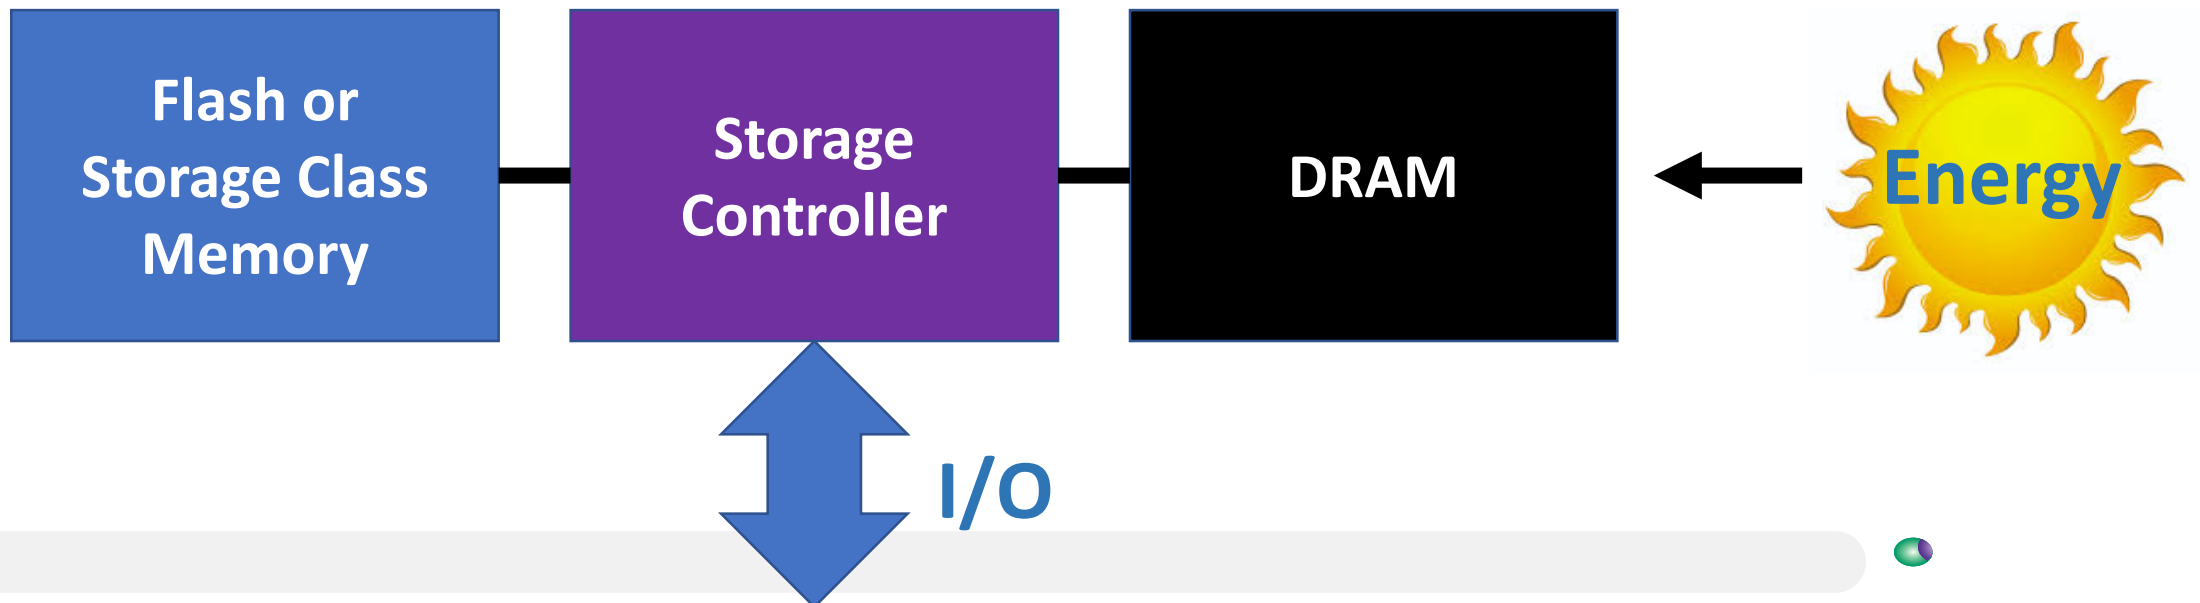 Flash or
Storage Class
Memory
Storage
Controller
DRAM
Energy
I/O